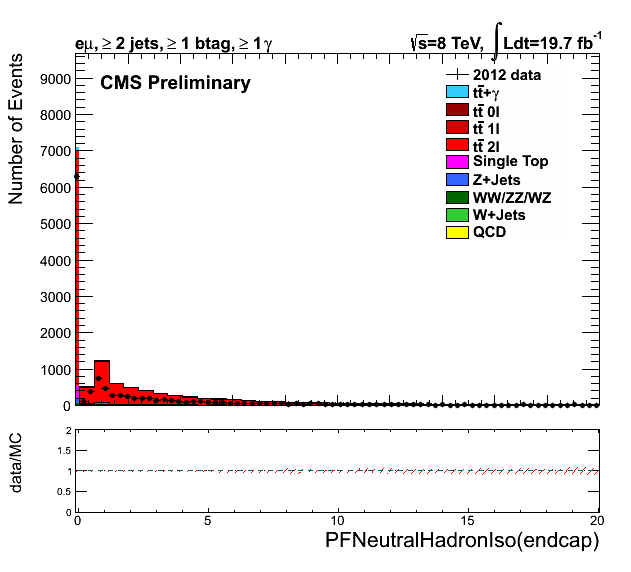 eμ, ≥ 2 jets, ≥ 1 btag, ≥ 1γ
√s=8 TeV, ∫Ldt=19.7 fb⁻¹
CMS Preliminary
2012 data
tt̄+γ
tt̄ 0l
tt̄ 1l
tt̄ 2l
Single Top
Z+Jets
WW/ZZ/WZ
W+Jets
QCD
Number of Events
9000
8000
7000
6000
5000
4000
3000
2000
1000
0
data/MC
2
1.5
1
0.5
0
0 5 10 15 20
PFNeutralHadronIso(endcap)